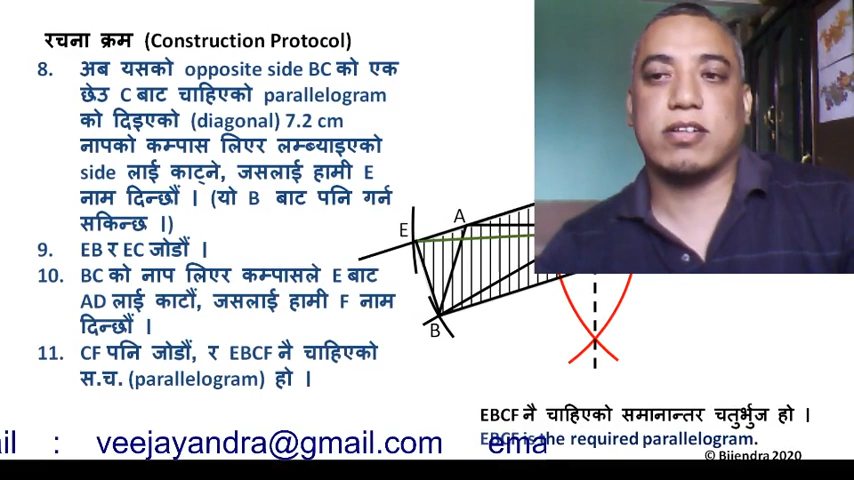 रचना क्रम (Construction Protocol)
8. अब यसको opposite side BC को एक
छेउ C बाट चाहिएको parallelogram
को दिइएको (diagonal) 7.2 cm
नापको कम्पास लिएर लम्ब्याइएको
side लाई काट्ने, जसलाई हामी E
नाम दिन्छौं । (यो B बाट पनि गर्न
सकिन्छ ।)
9. EB र EC जोडौं ।
10. BC को नाप लिएर कम्पासले E बाट
AD लाई काटौं, जसलाई हामी F नाम
दिन्छौं ।
11. CF पनि जोडौं, र EBCF नै चाहिएको
स.च. (parallelogram) हो ।
E
A
B
EBCF नै चाहिएको समानान्तर चतुर्भुज हो ।
EBCF is the required parallelogram.
ail : veejayandra@gmail.com ema
© Bijendra 2020